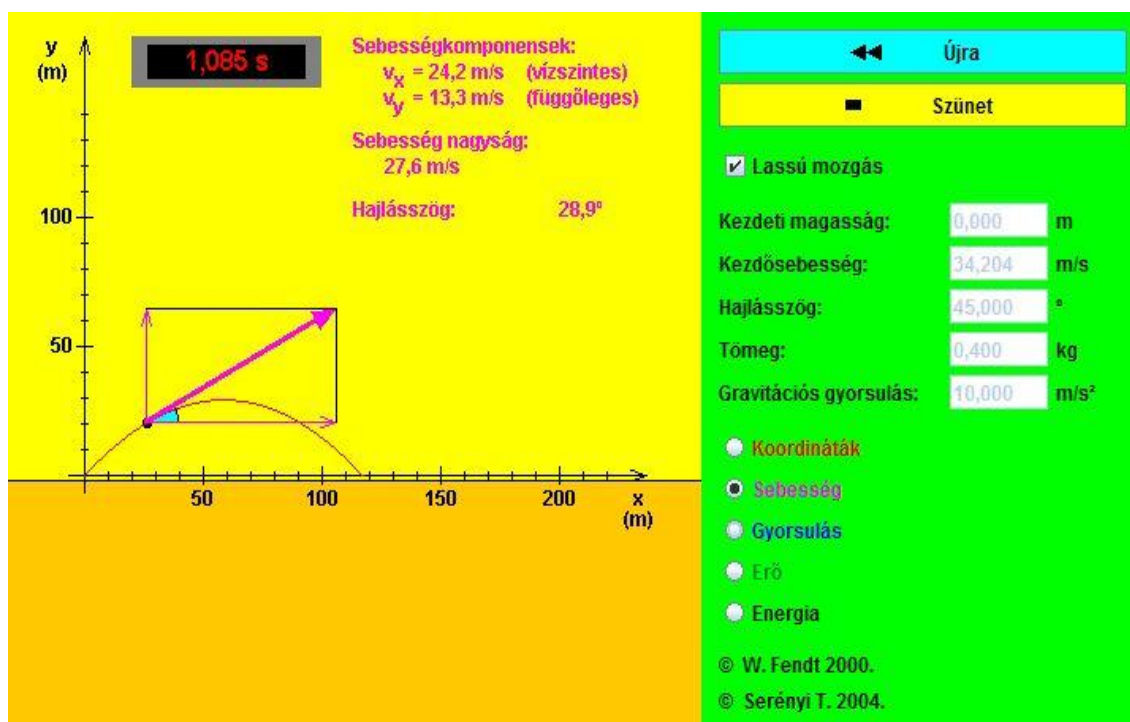 y
(m)
1,085 s
Sebességkomponensek:
vx = 24,2 m/s (vízszintes)
vy = 13,3 m/s (függőleges)
Sebesség nagyság:
27,6 m/s
Hajlásszög: 28,9º
100
50
50 100 150 200 x
(m)
Újra
Szünet
Lassú mozgás
Kezdeti magasság: 0,000 m
Kezdősebesség: 34,204 m/s
Hajlásszög: 45,000 º
Tömeg: 0,400 kg
Gravitációs gyorsulás: 10,000 m/s²
Koordináták
Sebesség
Gyorsulás
Erõ
Energia
© W. Fendt 2000.
© Serényi T. 2004.